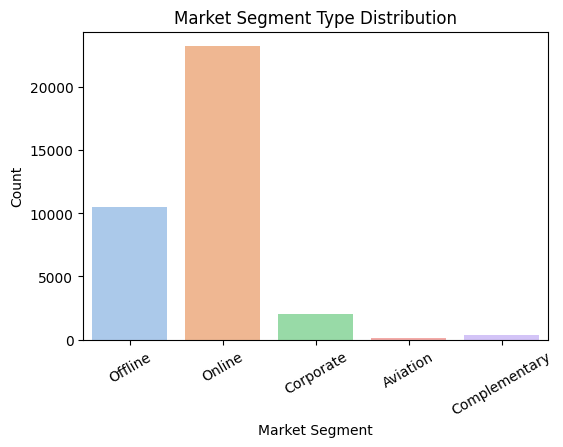 Market Segment Type Distribution
Count
20000
15000
10000
5000
0
Offline
Online
Corporate
Aviation
Complementary
Market Segment